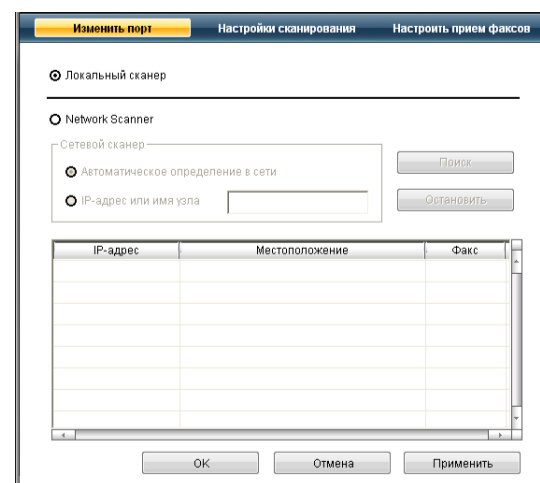 Изменить порт Настройки сканирования Настроить прием факсов
Локальный сканер
Network Scanner
Сетевой сканер
Автоматическое определение в сети
Поиск
IP-адрес или имя узла
Остановить
IP-адрес Местоположение Факс
OK Отмена Применить